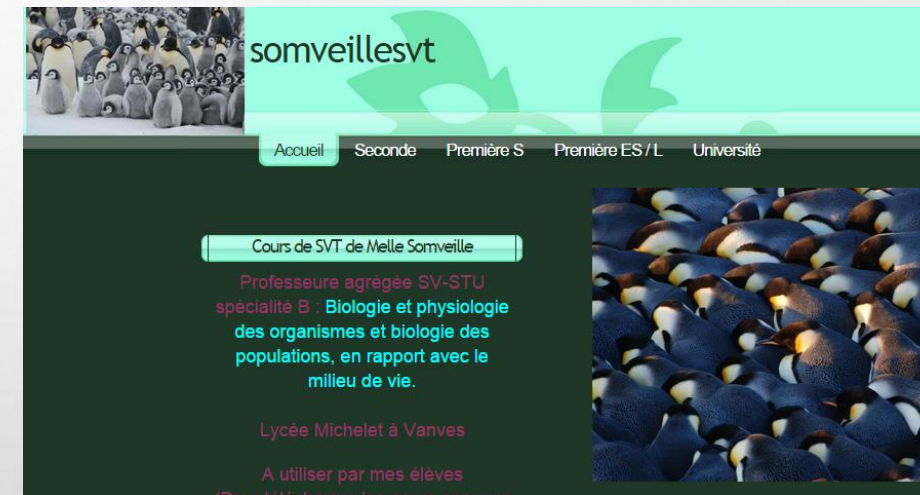 somveillesvt
Accueil Seconde Première S Première ES / L Université
Cours de SVT de Melle Somveille
Professeure agrégée SV-STU
spécialité B : Biologie et physiologie
des organismes et biologie des
populations, en rapport avec le
milieu de vie.
Lycée Michelet à Vanves
A utiliser par mes élèves